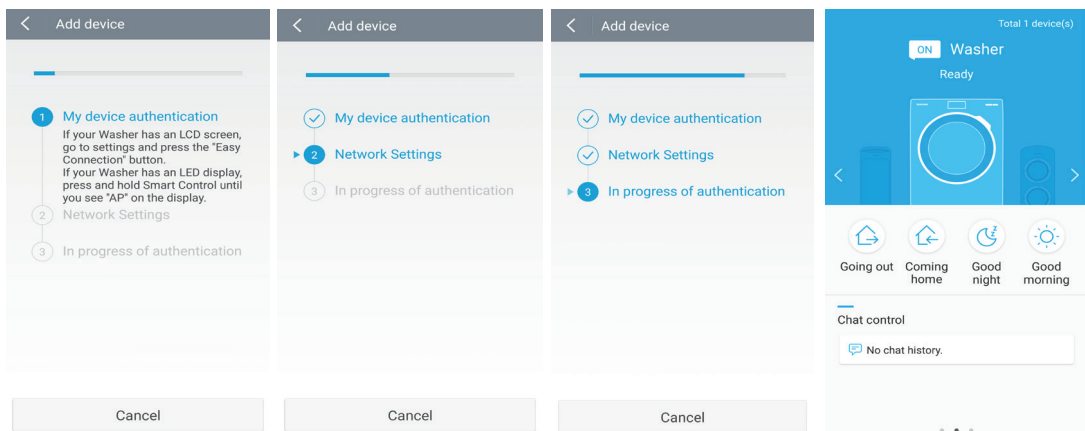 Add device
1
My device authentication
If your Washer has an LCD screen,
go to settings and press the "Easy
Connection" button.
If your Washer has an LED display,
press and hold Smart Control until
you see "AP" on the display.
2
Network Settings
3
In progress of authentication
Cancel
Add device
My device authentication
2
Network Settings
3
In progress of authentication
Cancel
Add device
My device authentication
Network Settings
3
In progress of authentication
Cancel
Total 1 device(s)
ON Washer
Ready
Going out
Coming
home
Good
night
Good
morning
Chat control
No chat history.